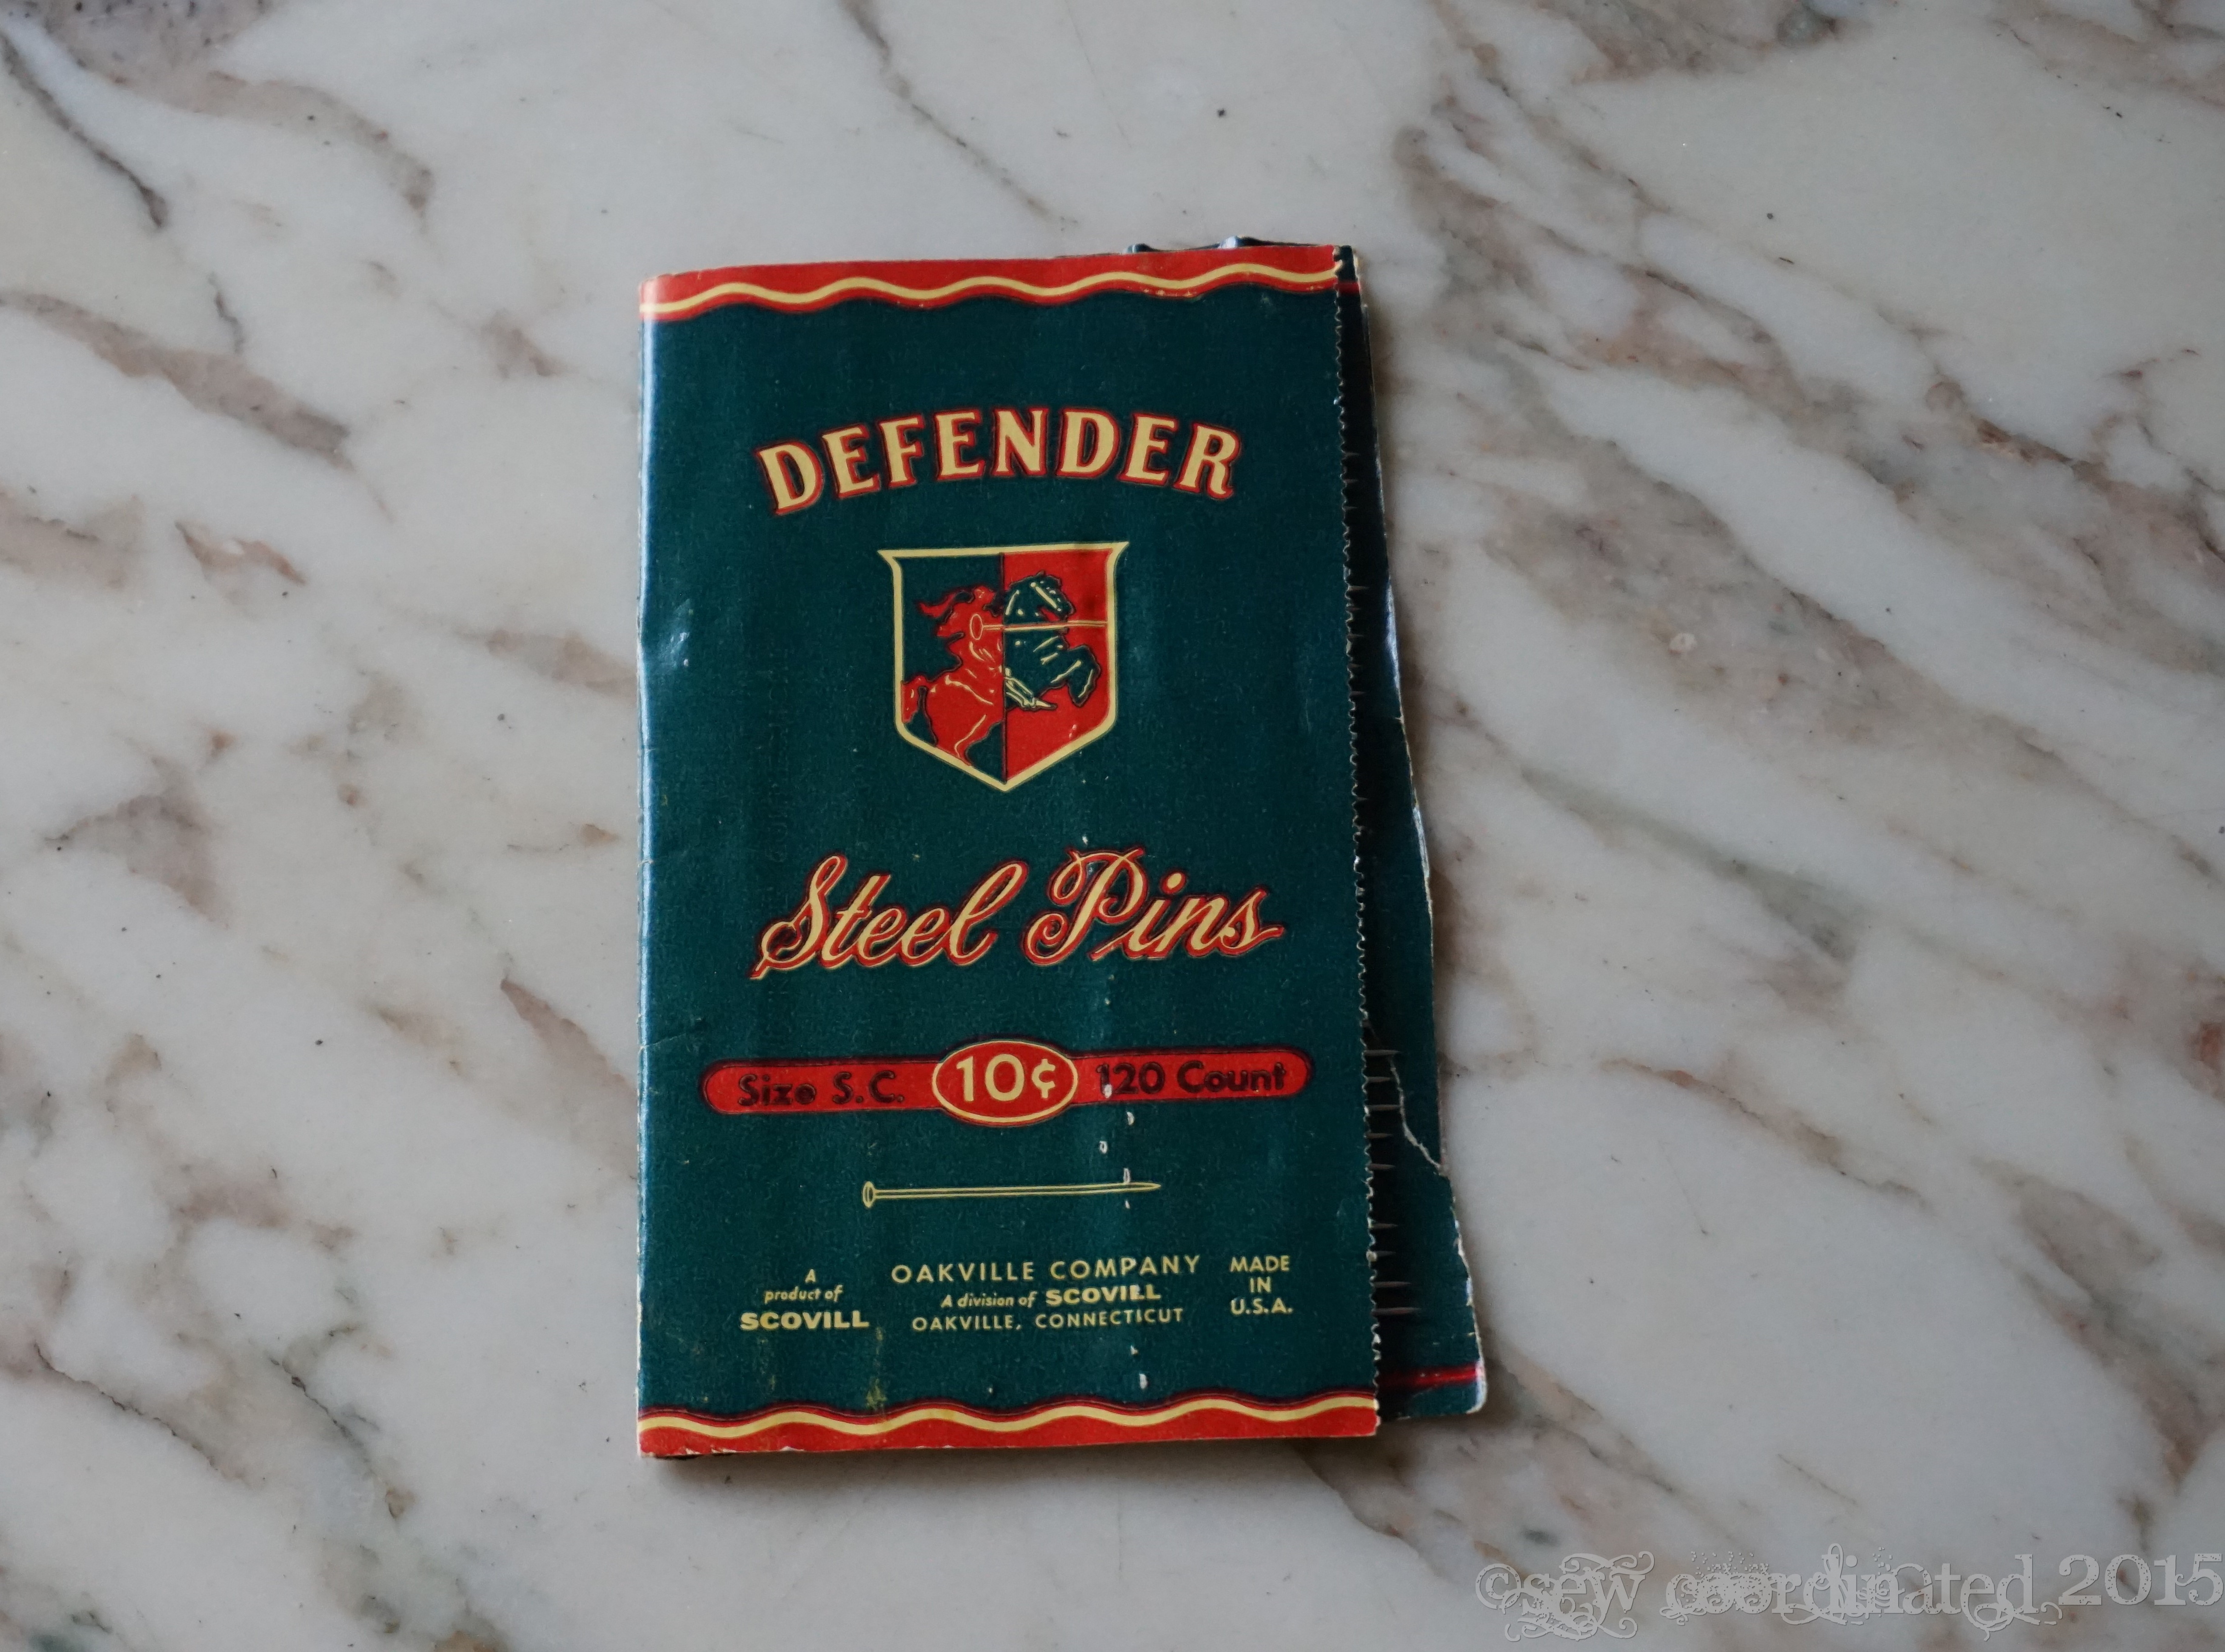 DEFENDER
Steel Pins
Size S.C. 10¢ 120 Count
A
product of
SCOVILL
OAKVILLE COMPANY
A division of SCOVILL
OAKVILLE, CONNECTICUT
MADE
IN
U.S.A.
©sew coordinated 2015